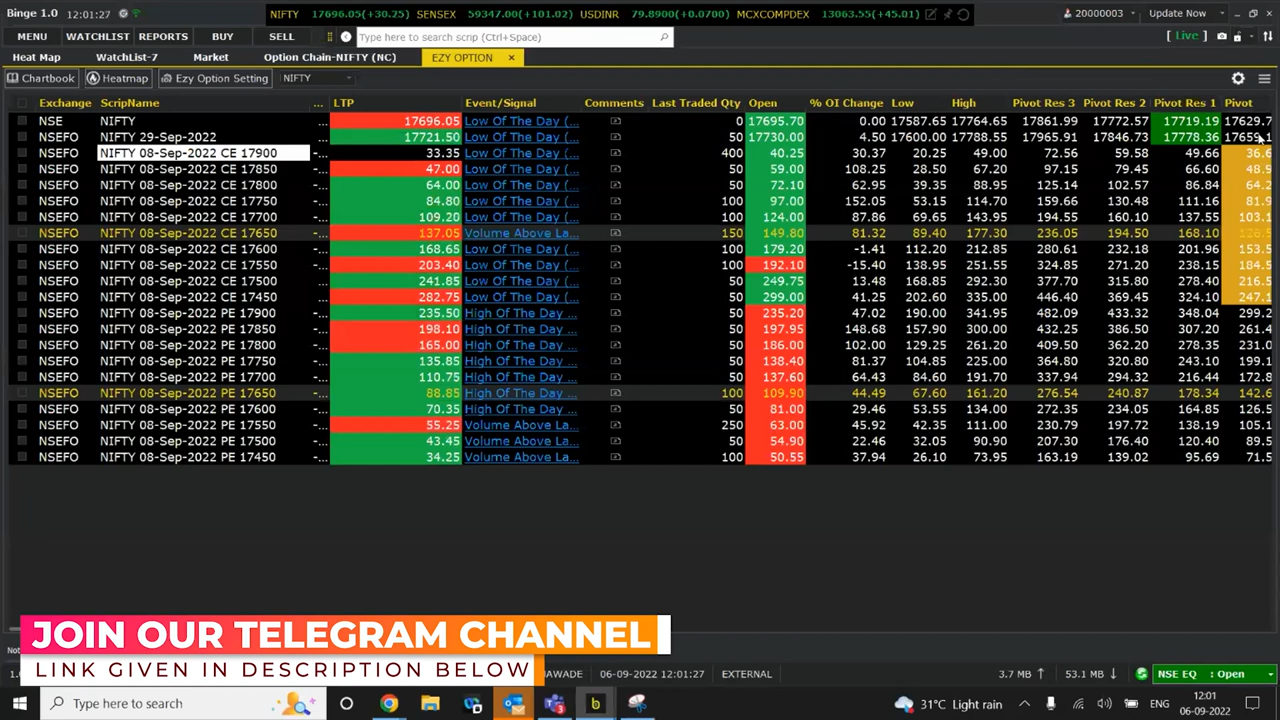 Binge 1.0 12:01:27 NIFTY 17696.05(+30.25) SENSEX 59347.00(+101.02) USDINR 79.8900(+0.0700) MCXCOMPDEX 13063.55(+45.01) 20000003 Update Now
MENU WATCHLIST REPORTS BUY SELL Type here to search scrip (Ctrl+Space) [ Live ]
Heat Map WatchList-7 Market Option Chain-NIFTY (NC) EZY OPTION ×
Chartbook Heatmap Ezy Option Setting NIFTY
Exchange ScripName ... LTP Event/Signal Comments Last Traded Qty Open % OI Change Low High Pivot Res 3 Pivot Res 2 Pivot Res 1 Pivot
NSE NIFTY 17696.05 Low Of The Day (... 0 17695.70 0.00 17587.65 17764.65 17861.99 17772.57 17719.19 17629.7
NSEFO NIFTY 29-Sep-2022 17721.50 Low Of The Day (... 50 17730.00 4.50 17600.00 17788.55 17965.91 17846.73 17778.36 17659.1
NSEFO NIFTY 08-Sep-2022 CE 17900 -... 33.35 Low Of The Day (... 400 40.25 30.37 20.20 49.00 72.56 59.58 49.66 36.6
NSEFO NIFTY 08-Sep-2022 CE 17850 -... 47.00 Low Of The Day (... 50 59.00 108.25 28.50 67.20 97.15 79.45 66.60 48.9
NSEFO NIFTY 08-Sep-2022 CE 17800 -... 64.00 Low Of The Day (... 50 72.10 62.95 39.35 88.95 125.14 104.10 86.84 64.2
NSEFO NIFTY 08-Sep-2022 CE 17750 -... 84.80 Low Of The Day (... 100 97.00 152.05 53.15 114.70 159.66 130.48 111.16 81.9
NSEFO NIFTY 08-Sep-2022 CE 17700 -... 109.20 Low Of The Day (... 100 124.00 87.86 69.65 143.95 194.55 160.10 137.55 103.1
NSEFO NIFTY 08-Sep-2022 CE 17650 -... 137.05 Volume Above La... 150 149.80 81.32 89.40 177.30 236.05 194.50 168.10
NSEFO NIFTY 08-Sep-2022 CE 17600 -... 168.65 Low Of The Day (... 100 179.20 -1.41 112.20 212.85 280.61 232.18 201.96 153.5
NSEFO NIFTY 08-Sep-2022 CE 17550 -... 203.40 Low Of The Day (... 100 192.10 -15.40 138.95 251.55 324.85 271.20 238.15 184.5
NSEFO NIFTY 08-Sep-2022 CE 17500 -... 241.85 Low Of The Day (... 50 249.75 13.48 168.85 292.30 377.70 315.80 278.40 216.5
NSEFO NIFTY 08-Sep-2022 CE 17450 -... 282.75 Low Of The Day (... 50 299.00 41.25 202.60 335.00 446.40 369.45 324.10 247.1
NSEFO NIFTY 08-Sep-2022 PE 17900 -... 235.50 High Of The Day ... 50 235.20 47.02 190.00 341.95 482.09 433.32 348.04 299.2
NSEFO NIFTY 08-Sep-2022 PE 17850 -... 198.10 High Of The Day ... 50 197.95 148.68 157.90 300.00 432.25 386.50 307.20 261.4
NSEFO NIFTY 08-Sep-2022 PE 17800 -... 165.00 High Of The Day ... 50 186.00 102.00 129.25 261.20 409.50 362.20 278.35 231.0
NSEFO NIFTY 08-Sep-2022 PE 17750 -... 135.85 High Of The Day ... 50 138.40 81.37 104.85 225.00 364.80 320.80 243.10 199.1
NSEFO NIFTY 08-Sep-2022 PE 17700 -... 110.75 High Of The Day ... 50 137.60 64.43 84.60 191.70 337.94 294.32 216.44 172.8
NSEFO NIFTY 08-Sep-2022 PE 17650 -... 88.85 High Of The Day ... 100 109.90 44.49 67.60 161.20 276.54 240.87 178.34 142.6
NSEFO NIFTY 08-Sep-2022 PE 17600 -... 70.35 High Of The Day ... 50 81.00 29.46 53.55 134.00 272.38 234.05 164.85 126.5
NSEFO NIFTY 08-Sep-2022 PE 17550 -... 55.25 Volume Above La... 250 63.00 45.92 42.35 111.00 230.79 197.72 138.19 105.1
NSEFO NIFTY 08-Sep-2022 PE 17500 -... 43.45 Volume Above La... 50 54.90 22.46 32.05 90.90 207.30 176.40 120.40 89.5
NSEFO NIFTY 08-Sep-2022 PE 17450 -... 34.25 Volume Above La... 100 50.55 37.94 26.10 73.95 163.19 139.02 95.69 71.5
JOIN OUR TELEGRAM CHANNEL
LINK GIVEN IN DESCRIPTION BELOW
06-09-2022 12:01:27 EXTERNAL 3.7 MB ↑ 53.1 MB ↓ NSE EQ : Open
Type here to search 31°C Light rain ENG 12:01
06-09-2022